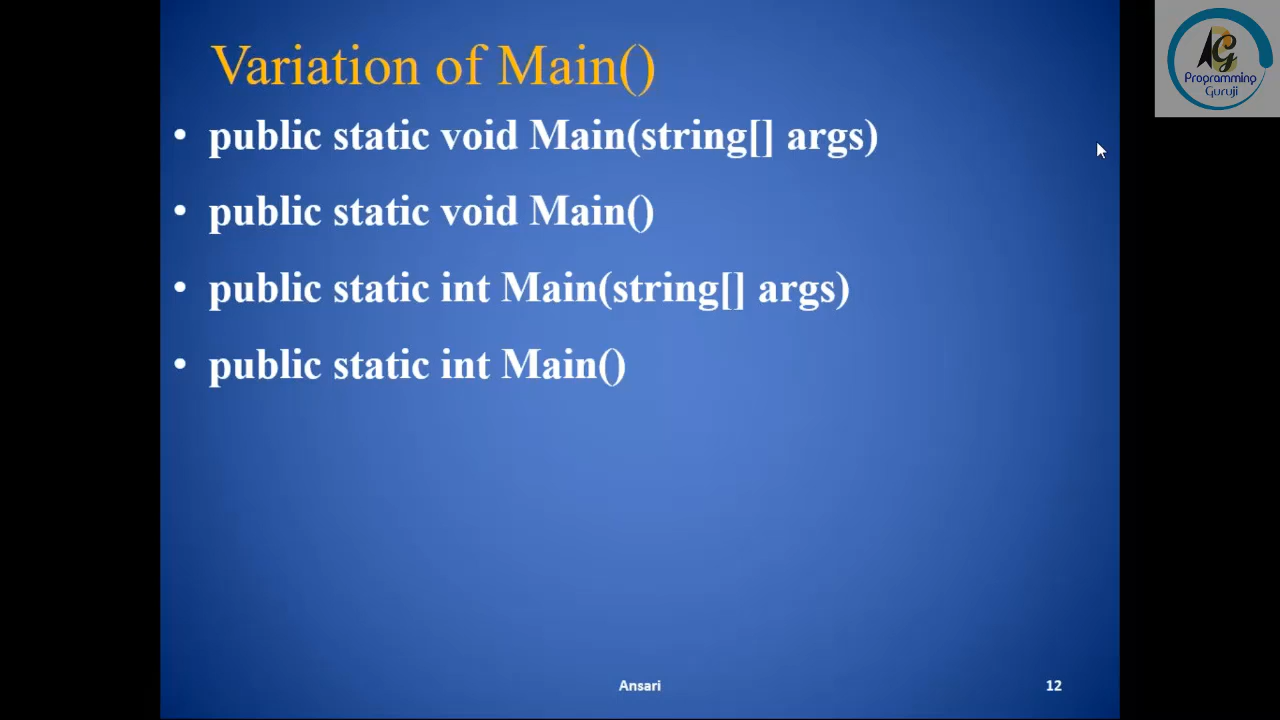 Variation of Main()
• public static void Main(string[] args)
• public static void Main()
• public static int Main(string[] args)
• public static int Main()
Ansari
12
PG
Programming
Guruji